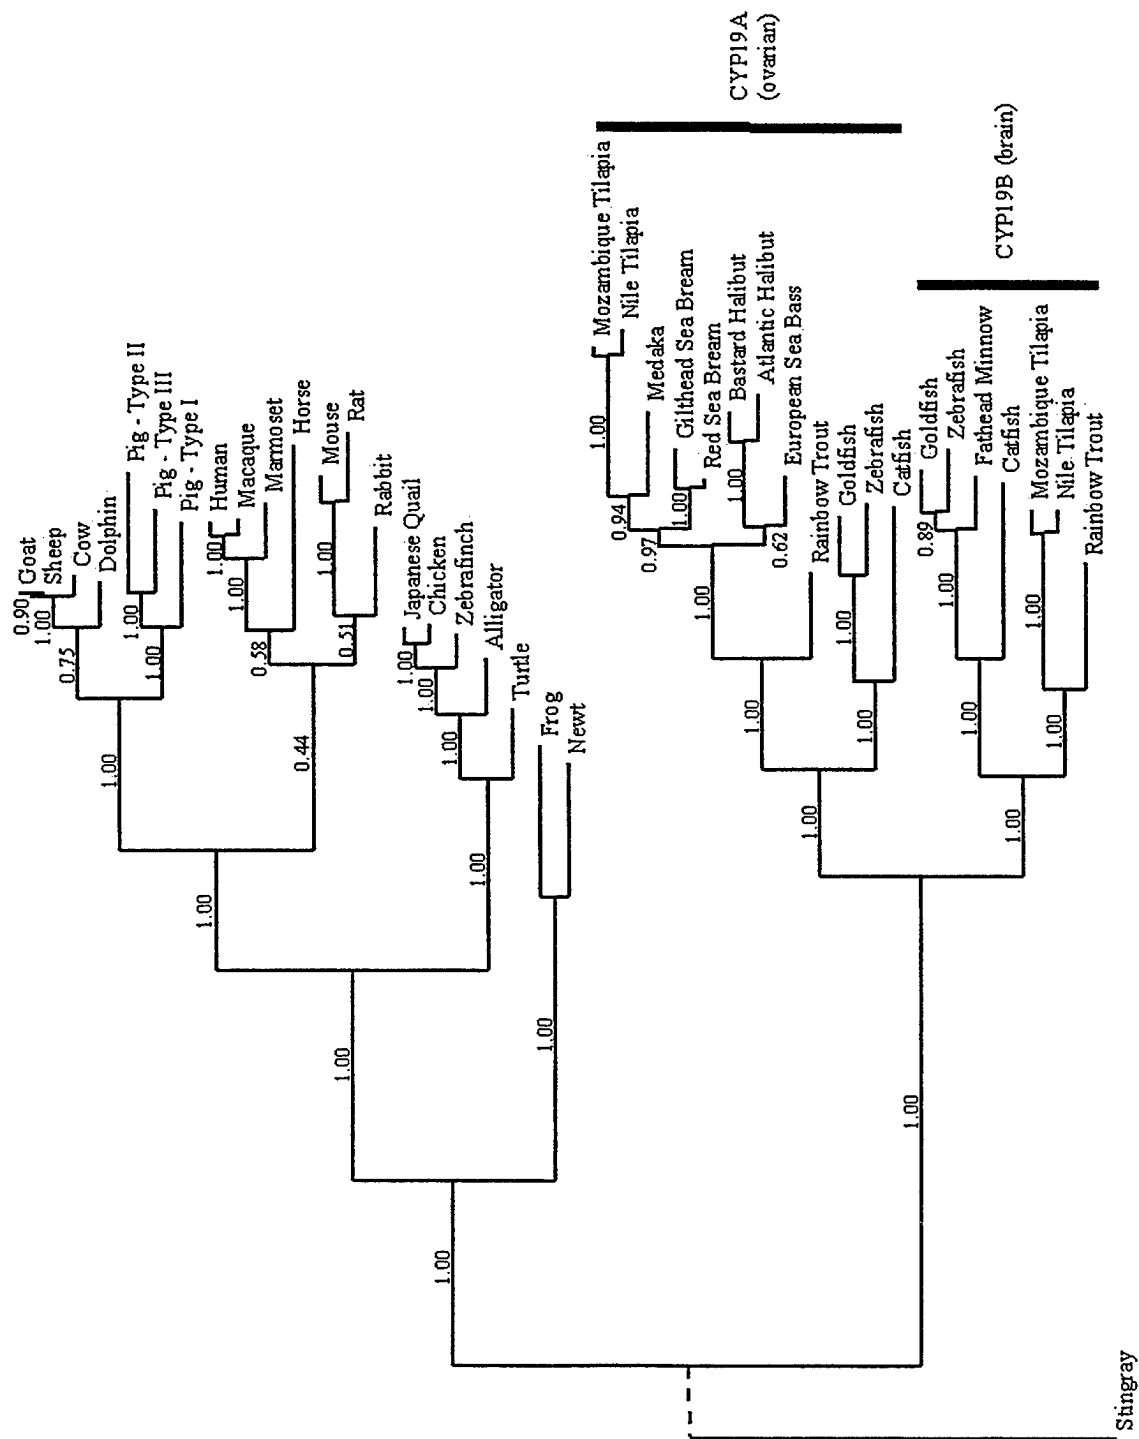 Goat
Sheep
Cow
Dolphin
Pig - Type II
Pig - Type III
Pig - Type I
Human
Macaque
Marmoset
Horse
Mouse
Rat
Rabbit
Japanese Quail
Chicken
Zebrafinch
Alligator
Turtle
Frog
Newt
Mozambique Tilapia
Nile Tilapia
Medaka
Gilthead Sea Bream
Red Sea Bream
Bastard Halibut
Atlantic Halibut
European Sea Bass
Rainbow Trout
Goldfish
Zebrafish
Catfish
Goldfish
Zebrafish
Fathead Minnow
Catfish
Mozambique Tilapia
Nile Tilapia
Rainbow Trout
Stingray
CYP19A
(ovarian)
CYP19B (brain)
0.90
1.00
0.75
1.00
1.00
1.00
1.00
1.00
0.58
1.00
0.51
0.44
1.00
1.00
1.00
1.00
1.00
1.00
1.00
1.00
1.00
0.94
0.97
1.00
1.00
0.62
1.00
1.00
1.00
1.00
0.89
1.00
1.00
1.00
1.00
1.00
1.00